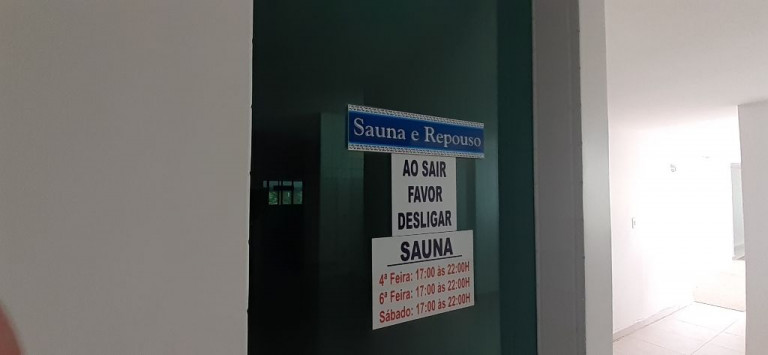 Sauna e Repouso
AO SAIR
FAVOR
DESLIGAR
SAUNA
4ª Feira: 17:00 às 22:00H
6ª Feira: 17:00 às 22:00H
Sábado: 17:00 às 22:00H